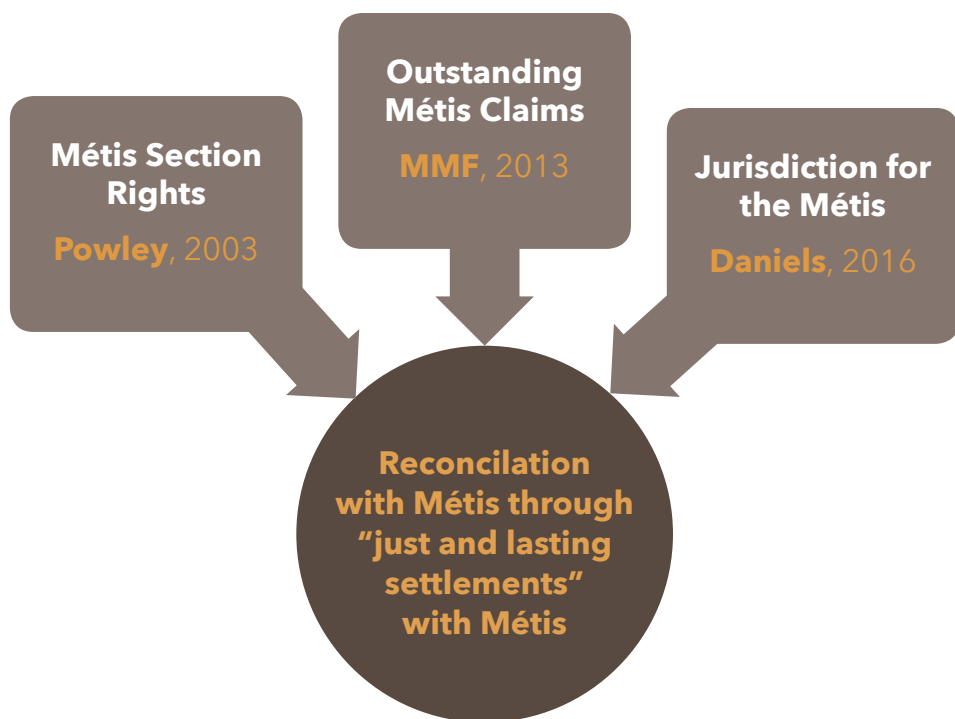 Métis Section
Rights
Powley, 2003
Outstanding
Métis Claims
MMF, 2013
Jurisdiction for
the Métis
Daniels, 2016
Reconcilation
with Métis through
“just and lasting
settlements”
with Métis